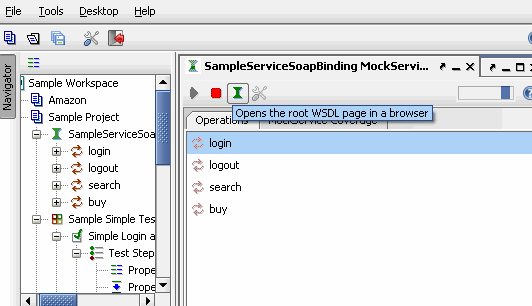 File Tools Desktop Help
Navigator
Sample Workspace
Amazon
Sample Project
SampleServiceSoa
login
logout
search
buy
Sample Simple Tes
Simple Login a
Test Step
Prope
Prope
SampleServiceSoapBinding MockServi...
Opens the root WSDL page in a browser
Operations MockService Coverage
login
logout
search
buy